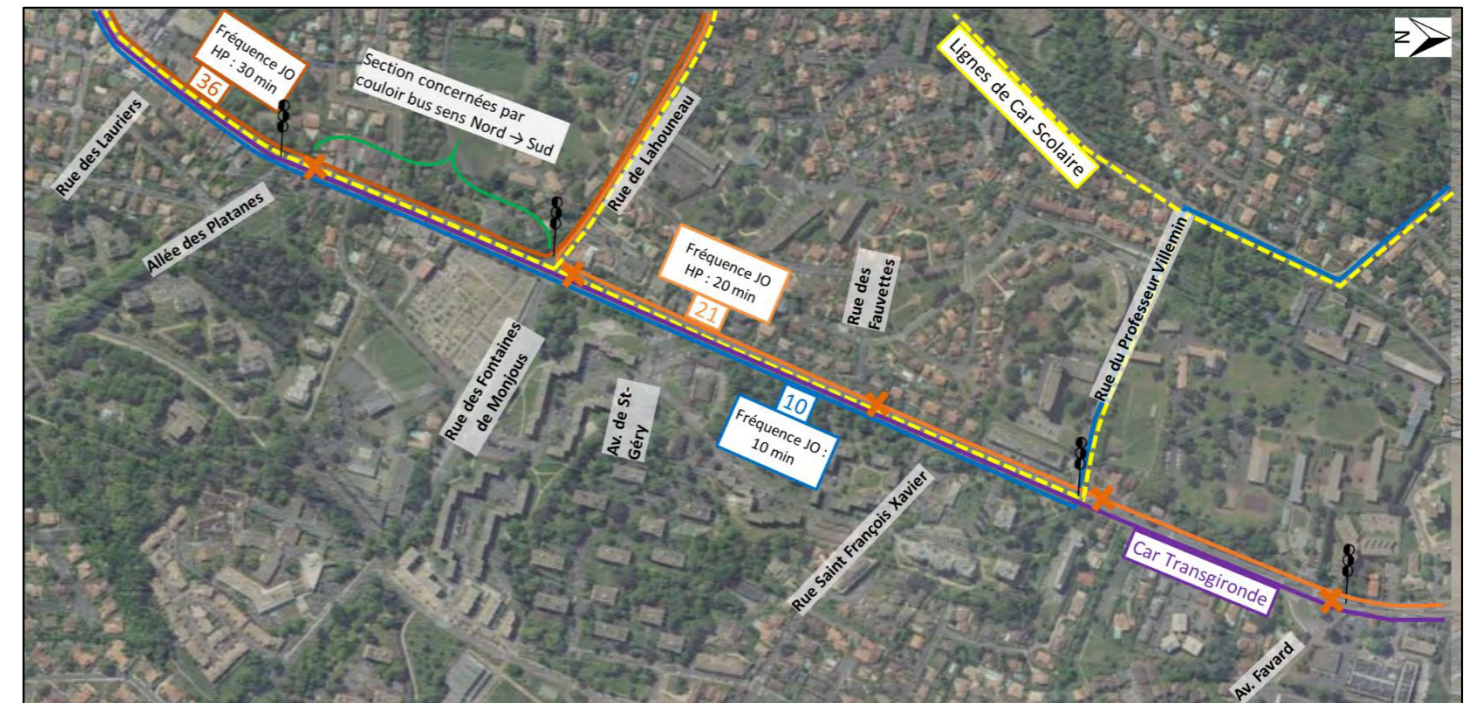 Fréquence JO
HP : 30 min
36
Section concernées par
couloir bus sens Nord → Sud
Rue des Lauriers
Allée des Platanes
Rue de Lahouneau
Lignes de Car Scolaire
N
Fréquence JO
HP : 20 min
21
Rue des
Fauvettes
Rue du Professeur Villemin
Rue des Fontaines
de Monjous
Av. de St-
Géry
10
Fréquence JO :
10 min
Rue Saint François Xavier
Car Transgironde
Av. Favard